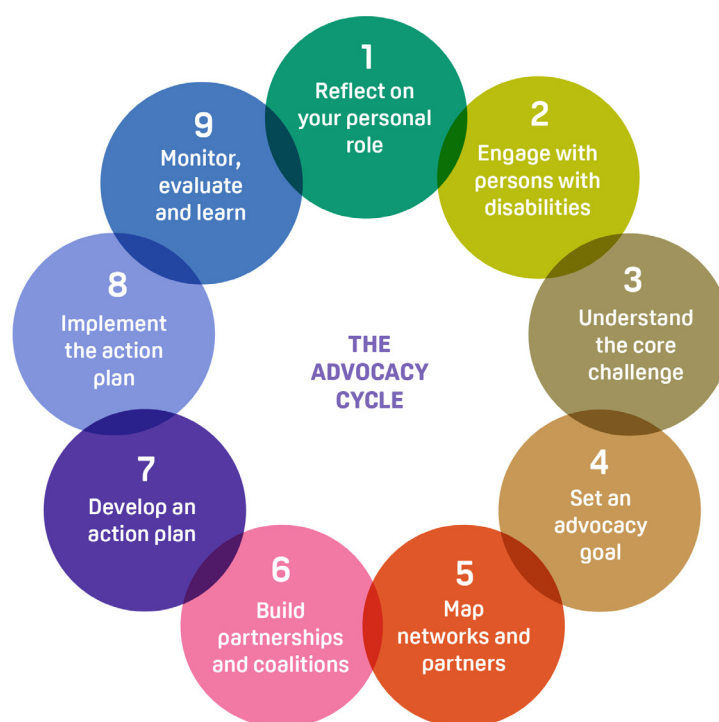 1
Reflect on
your personal
role
2
Engage with
persons with
disabilities
3
Understand
the core
challenge
4
Set an
advocacy
goal
5
Map
networks and
partners
6
Build
partnerships
and coalitions
7
Develop an
action plan
8
Implement
the action
plan
9
Monitor,
evaluate
and learn
THE
ADVOCACY
CYCLE